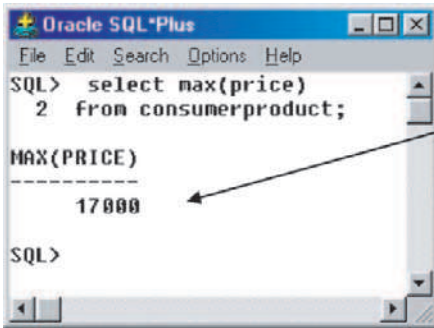 Oracle SQL*Plus
File Edit Search Options Help
SQL> select max(price)
2 from consumerproduct;
MAX(PRICE)
----------
17000
SQL>